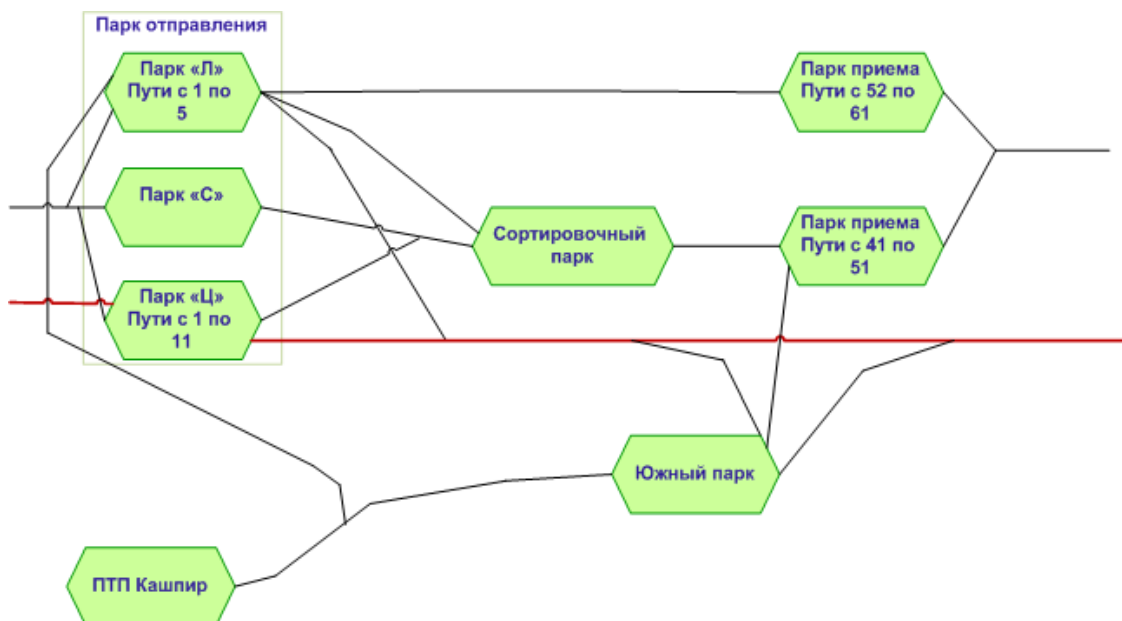 Парк отправления
Парк «Л»
Пути с 1 по
5
Парк приема
Пути с 52 по
61
Парк «С»
Сортировочный
парк
Парк приема
Пути с 41 по
51
Парк «Ц»
Пути с 1 по
11
Южный парк
ПТП Кашпир